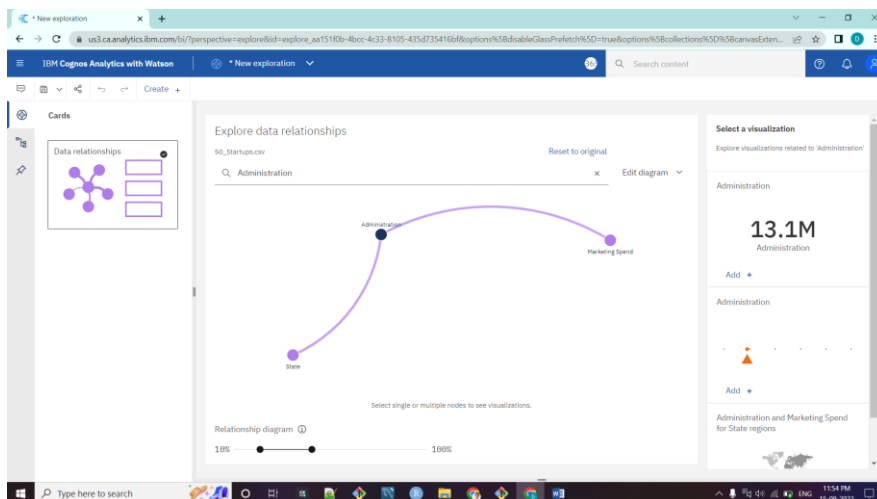 * New exploration
us3.ca.analytics.ibm.com/bi/?perspective=explore&id=explore_aa151f0b-4bcc-4c33-8105-435d735416bf&options%5BdisableGlassPrefetch%5D=true&options%5Bcollections%5D%5BcanvasExten...
IBM Cognos Analytics with Watson
* New exploration
Search content
Create +
Cards
Data relationships
Explore data relationships
50_Startups.csv
Reset to original
Administration
Edit diagram
Administration
Marketing Spend
State
Select single or multiple nodes to see visualizations.
Relationship diagram
10%
100%
Select a visualization
Explore visualizations related to 'Administration'
Administration
13.1M
Administration
Add +
Administration
Add +
Administration and Marketing Spend
for State regions
Type here to search
ENG
11:54 PM
15-09-2022